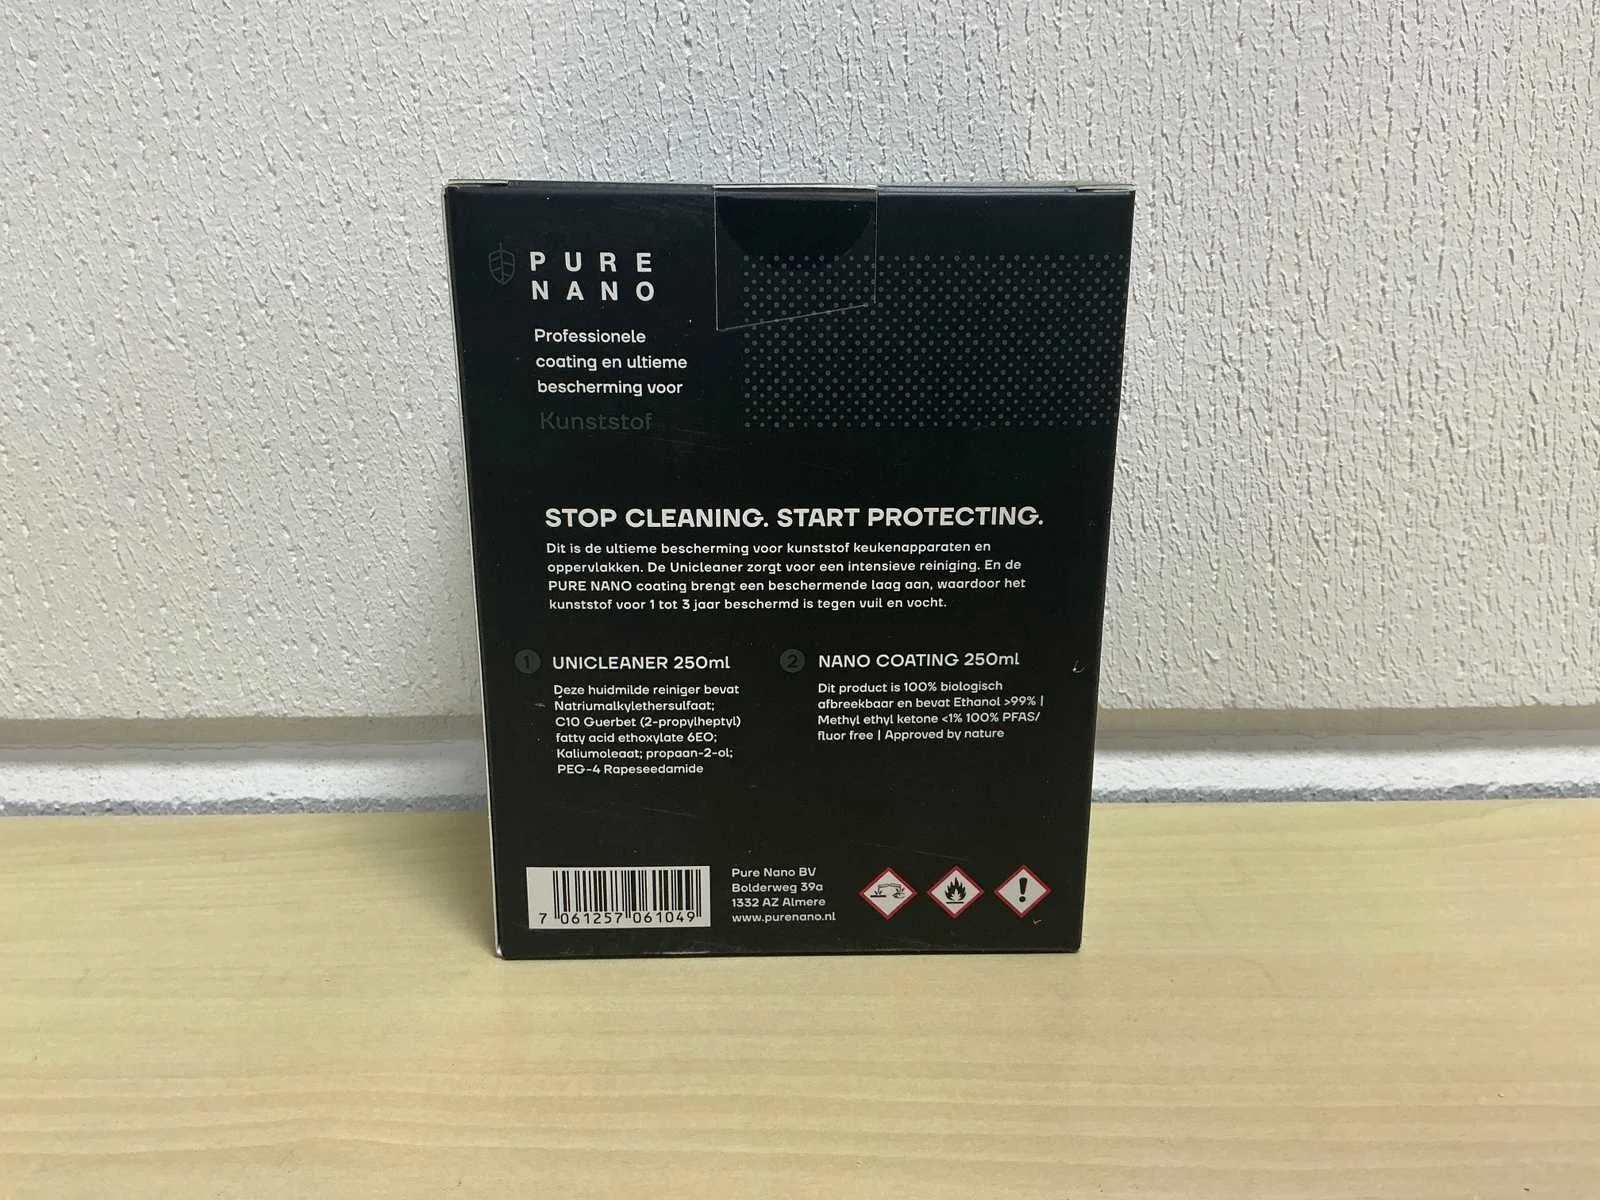 PURE
NANO
Professionele
coating en ultieme
bescherming voor
Kunststof
STOP CLEANING. START PROTECTING.
Dit is de ultieme bescherming voor kunststof keukenapparaten en
oppervlakken. De Unicleaner zorgt voor een intensieve reiniging. En de
PURE NANO coating brengt een beschermende laag aan, waardoor het
kunststof voor 1 tot 3 jaar beschermd is tegen vuil en vocht.
1 UNICLEANER 250ml
Deze huidmilde reiniger bevat
Natriumalkylethersulfaat;
C10 Guerbet (2-propylheptyl)
fatty acid ethoxylate 6EO;
Kaliumoleaat; propaan-2-ol;
PEG-4 Rapeseedamide
2 NANO COATING 250ml
Dit product is 100% biologisch
afbreekbaar en bevat Ethanol >99% |
Methyl ethyl ketone <1% 100% PFAS/
fluor free | Approved by nature
7 061257 061049
Pure Nano BV
Bolderweg 39a
1332 AZ Almere
www.purenano.nl